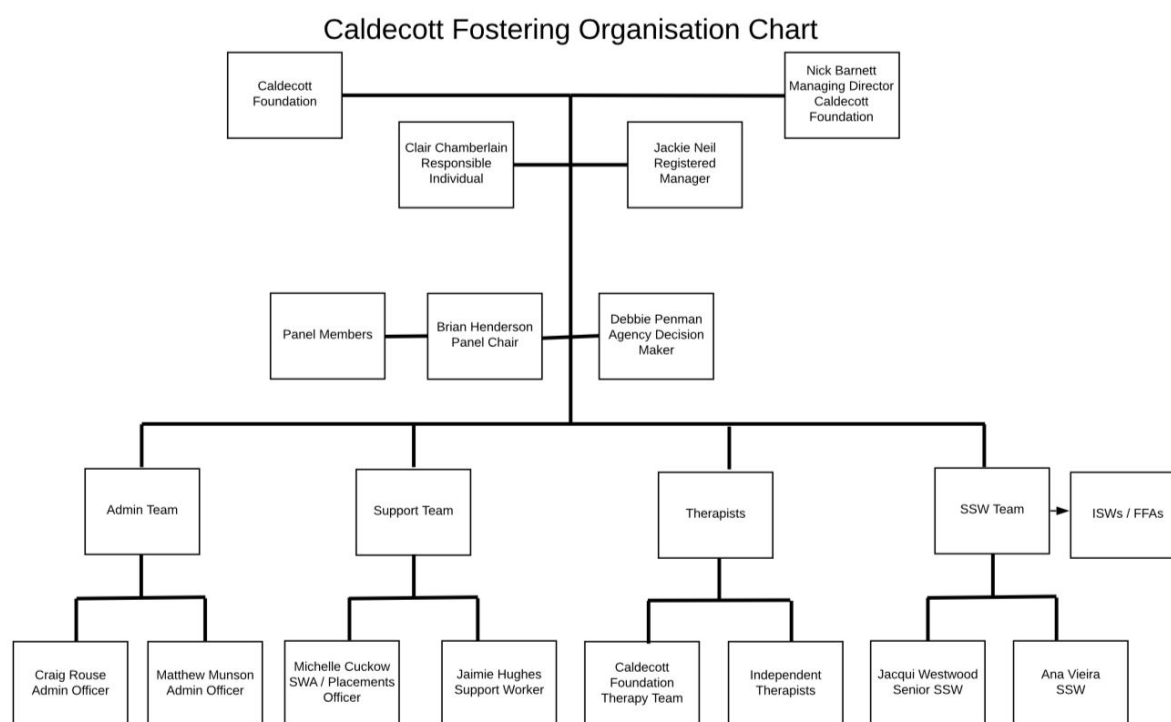 Caldecott Fostering Organisation Chart
Caldecott
Foundation
Nick Barnett
Managing Director
Caldecott
Foundation
Clair Chamberlain
Responsible
Individual
Jackie Neil
Registered
Manager
Panel Members
Brian Henderson
Panel Chair
Debbie Penman
Agency Decision
Maker
Admin Team
Support Team
Therapists
SSW Team
ISWs / FFAs
Craig Rouse
Admin Officer
Matthew Munson
Admin Officer
Michelle Cuckow
SWA / Placements
Officer
Jaimie Hughes
Support Worker
Caldecott
Foundation
Therapy Team
Independent
Therapists
Jacqui Westwood
Senior SSW
Ana Vieira
SSW